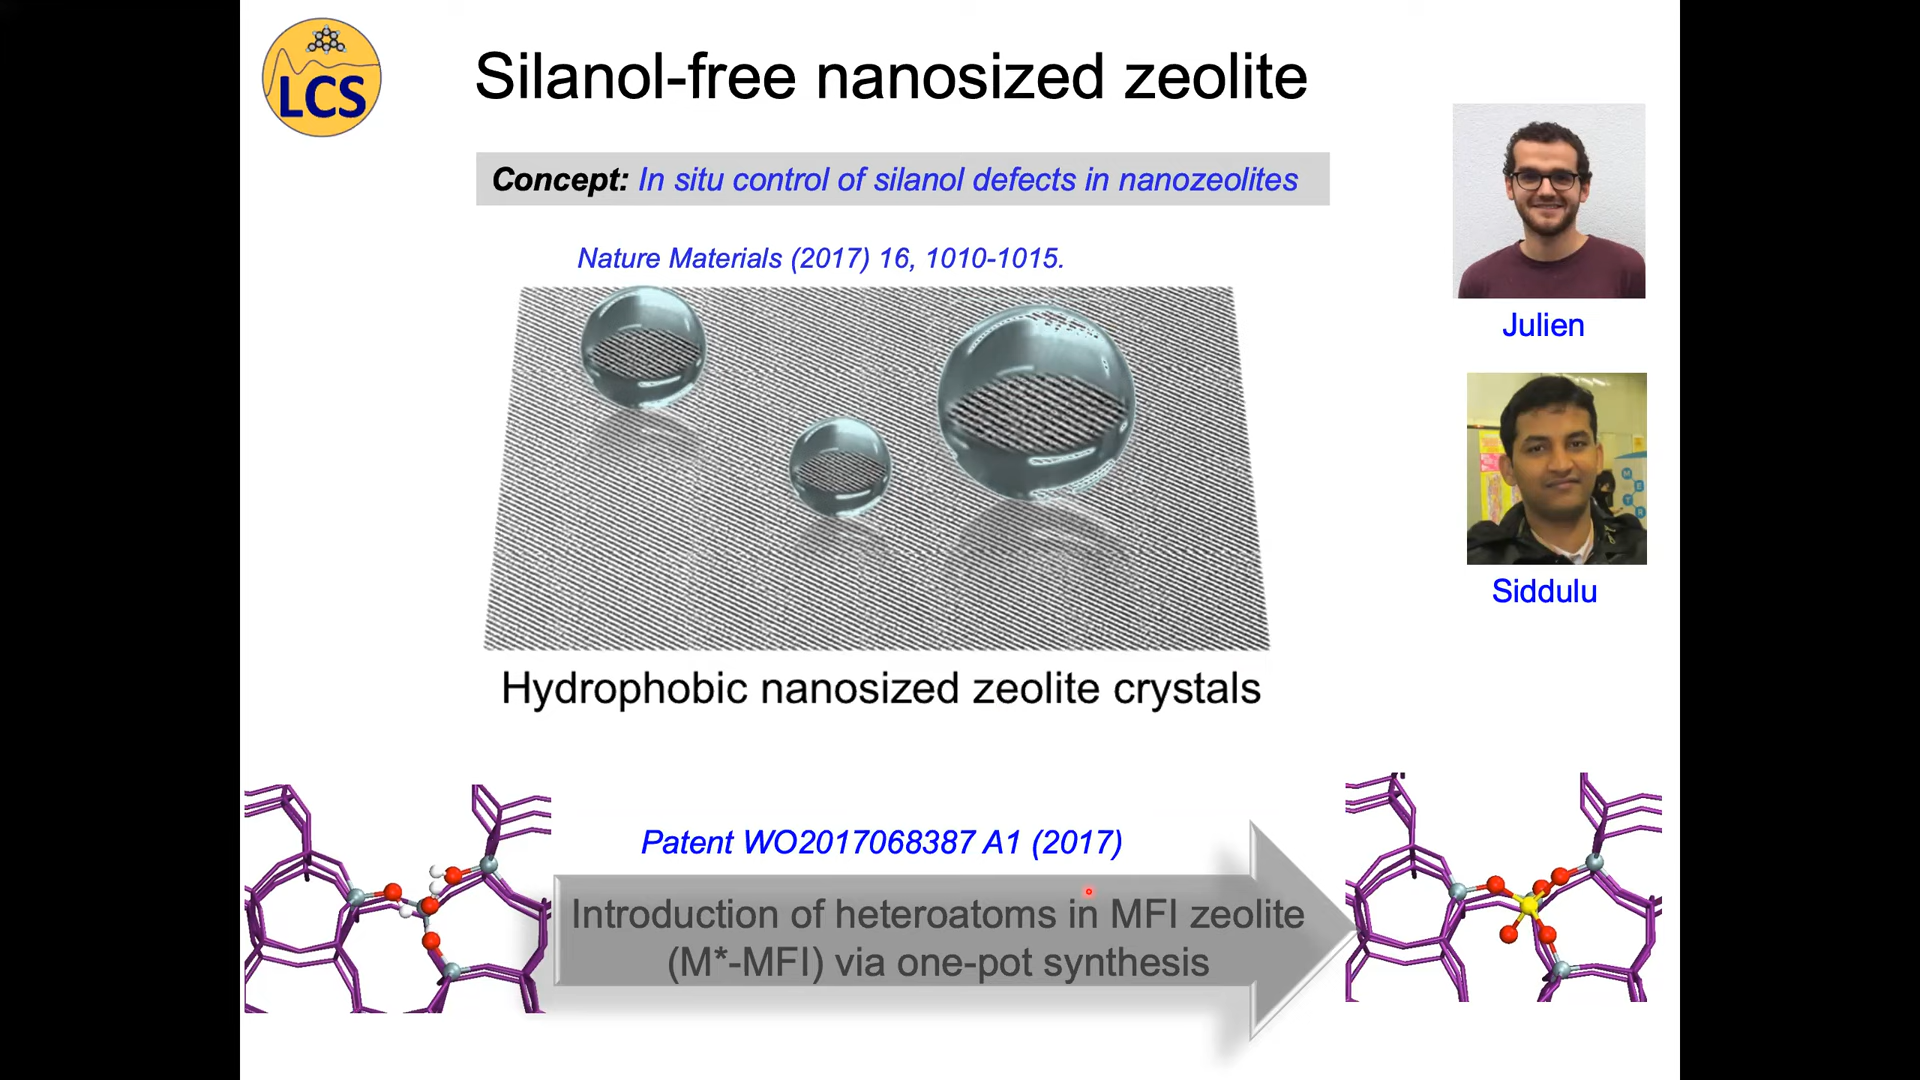 LCS
Silanol-free nanosized zeolite
Concept: In situ control of silanol defects in nanozeolites
Nature Materials (2017) 16, 1010-1015.
Julien
Siddulu
Hydrophobic nanosized zeolite crystals
Patent WO2017068387 A1 (2017)
Introduction of heteroatoms in MFI zeolite
(M*-MFI) via one-pot synthesis